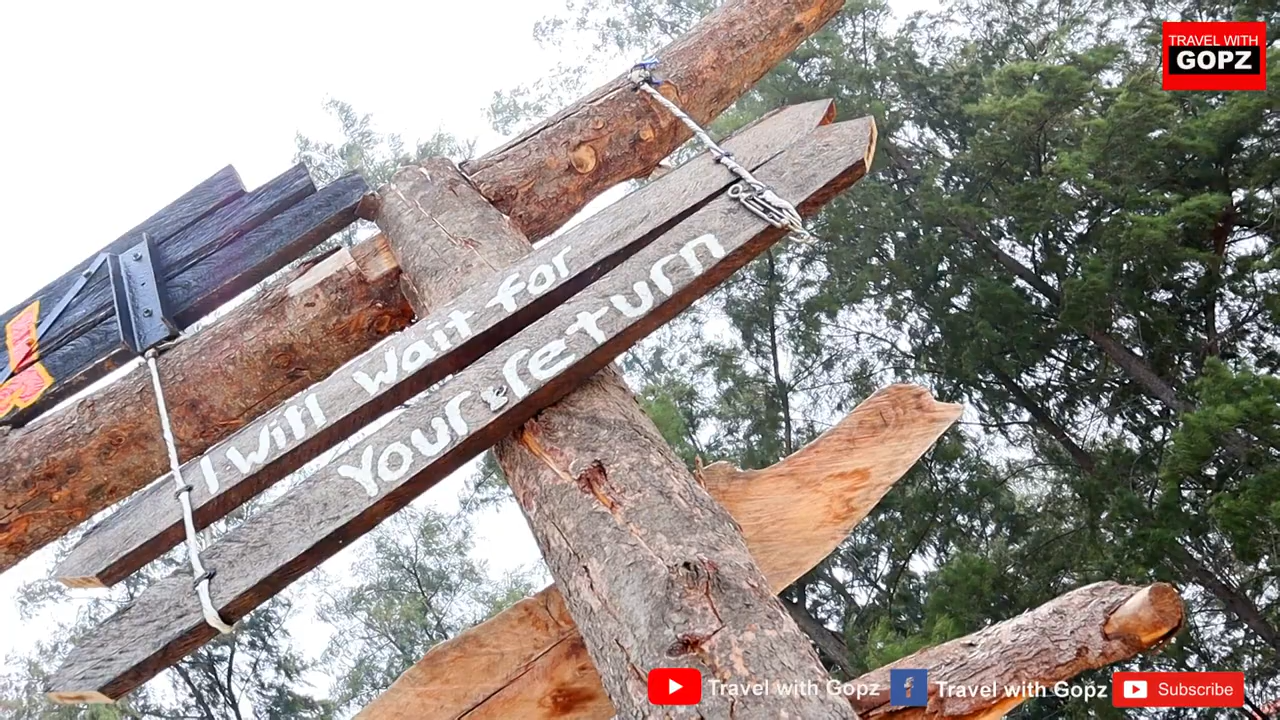 TRAVEL WITH
GOPZ
I will wait for
Your return
Travel with Gopz
Travel with Gopz
Subscribe